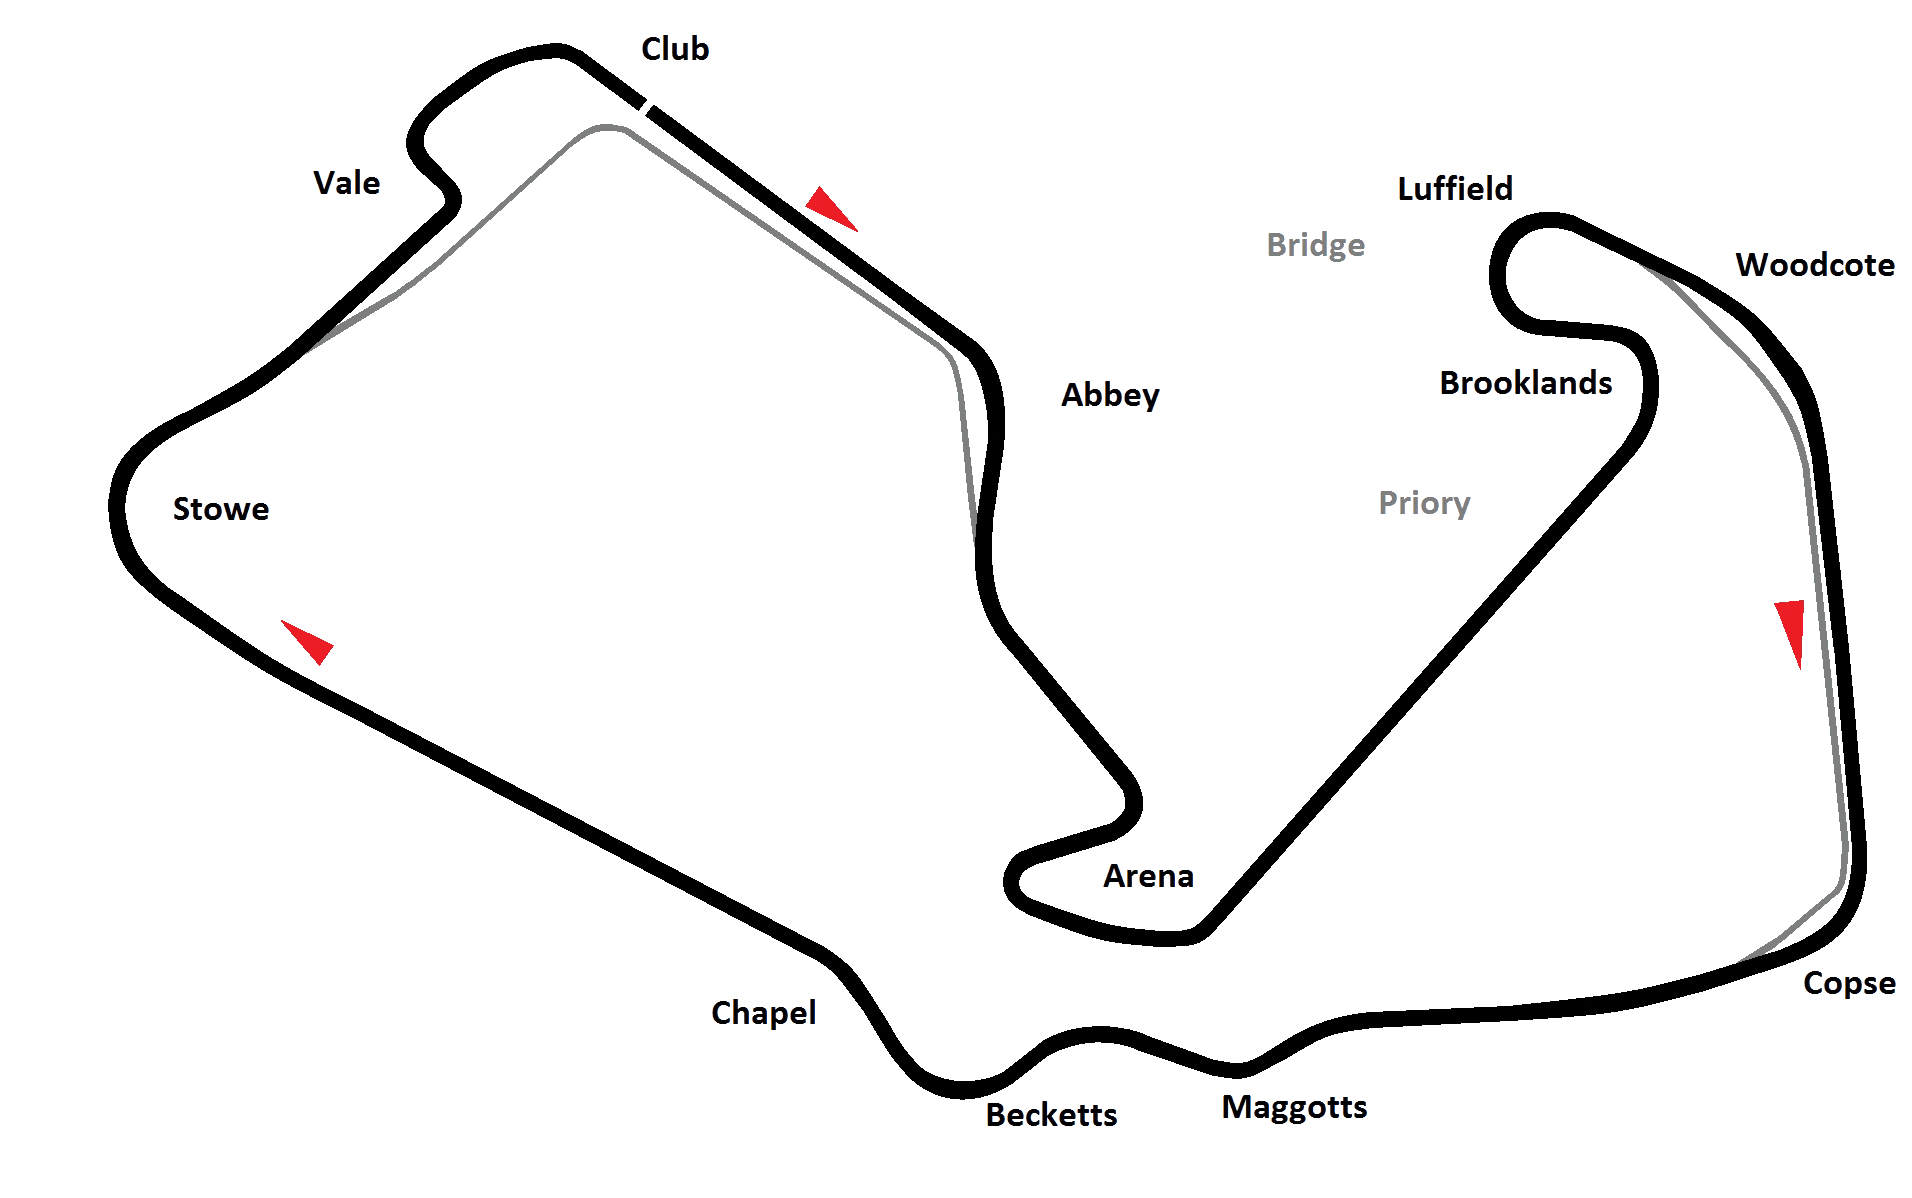 Club
Vale
Luffield
Bridge
Woodcote
Brooklands
Abbey
Priory
Stowe
Arena
Copse
Chapel
Maggotts
Becketts